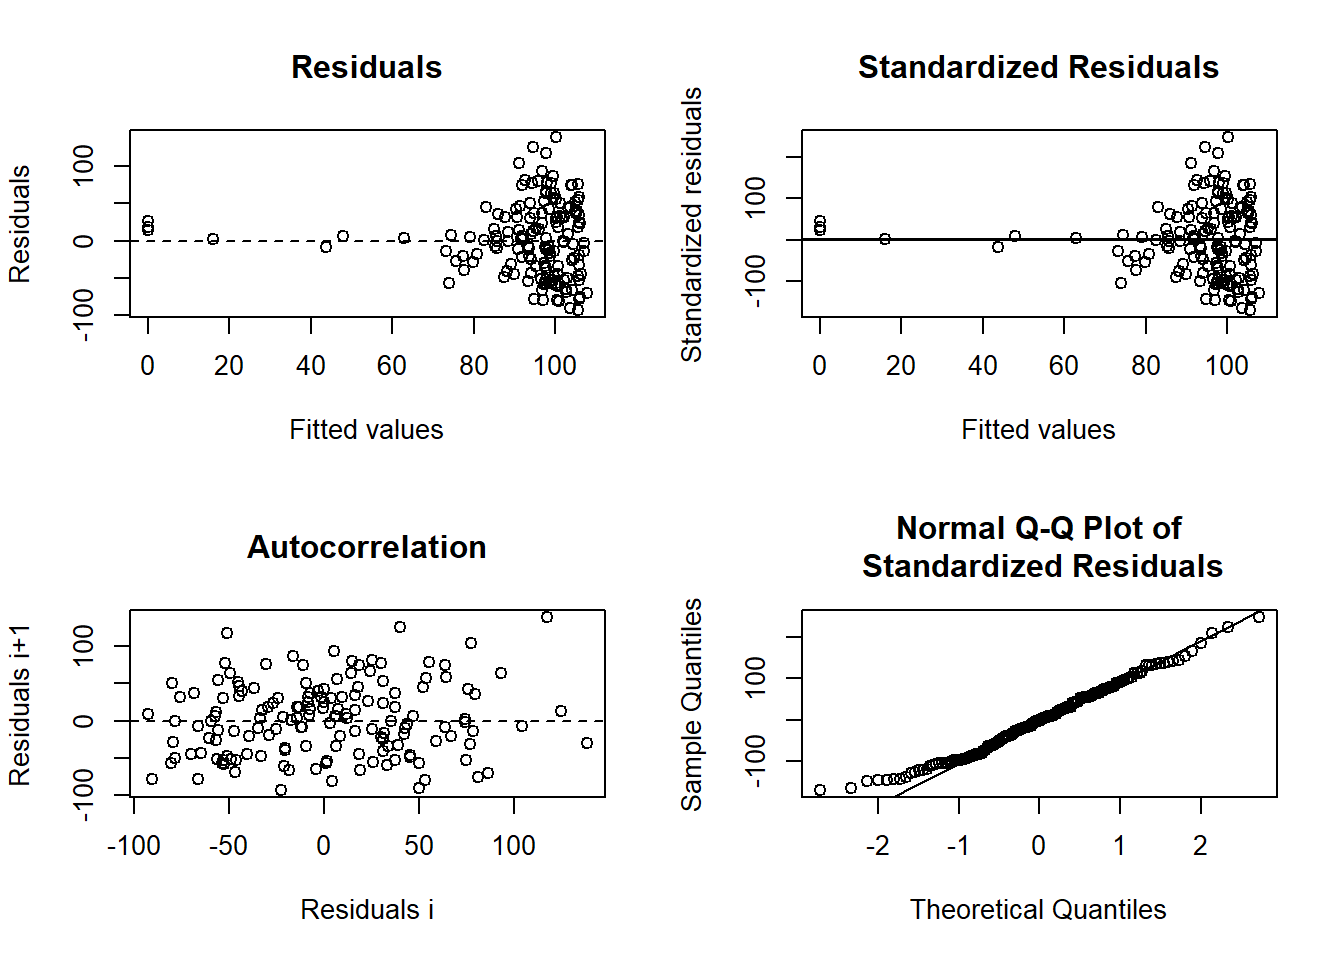 Residuals
Residuals
100
0
-100
0 20 40 60 80 100
Fitted values
Standardized Residuals
Standardized residuals
100
-100
0 20 40 60 80 100
Fitted values
Autocorrelation
Residuals i+1
100
0
-100
-100 -50 0 50 100
Residuals i
Normal Q-Q Plot of
Standardized Residuals
Sample Quantiles
100
-100
-2 -1 0 1 2
Theoretical Quantiles